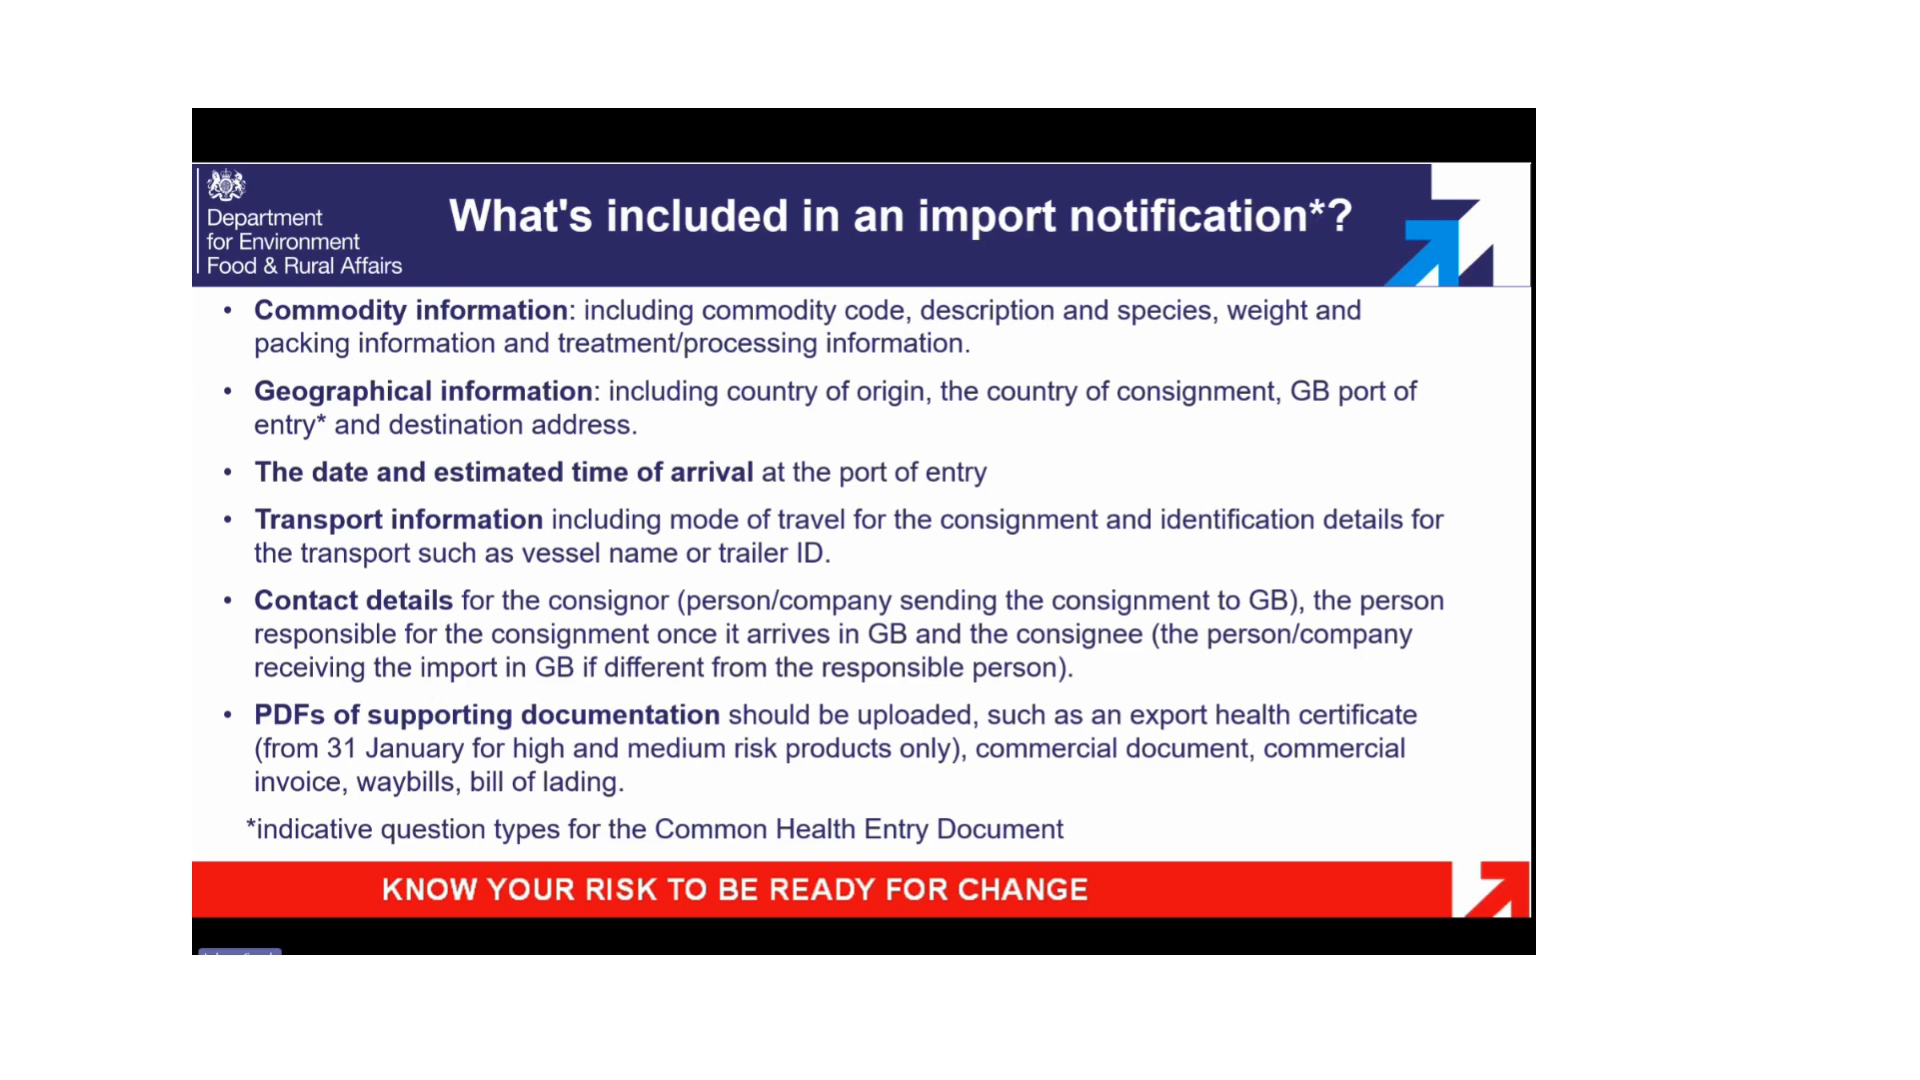 Department
for Environment
Food & Rural Affairs
What's included in an import notification*?
• Commodity information: including commodity code, description and species, weight and
packing information and treatment/processing information.
• Geographical information: including country of origin, the country of consignment, GB port of
entry* and destination address.
• The date and estimated time of arrival at the port of entry
• Transport information including mode of travel for the consignment and identification details for
the transport such as vessel name or trailer ID.
• Contact details for the consignor (person/company sending the consignment to GB), the person
responsible for the consignment once it arrives in GB and the consignee (the person/company
receiving the import in GB if different from the responsible person).
• PDFs of supporting documentation should be uploaded, such as an export health certificate
(from 31 January for high and medium risk products only), commercial document, commercial
invoice, waybills, bill of lading.
*indicative question types for the Common Health Entry Document
KNOW YOUR RISK TO BE READY FOR CHANGE